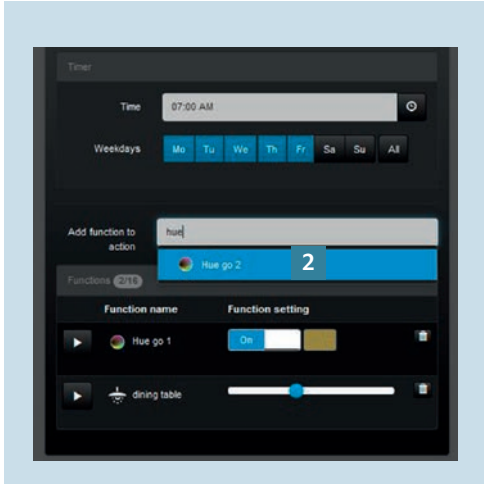 Timer
Time 07:00 AM
Weekdays Mo Tu We Th Fr Sa Su All
Add function to action hue
Hue go 2 2
Functions 2/16
Function name Function setting
Hue go 1 On
dining table